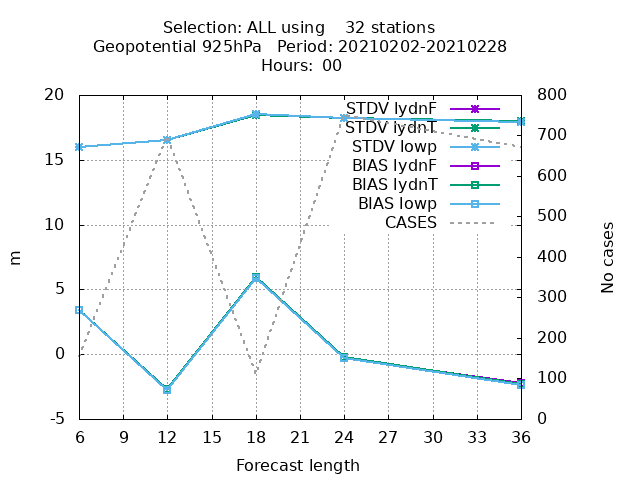 Selection: ALL using    32 stations
Geopotential 925hPa   Period: 20210202-20210228
Hours: 00
20
15
10
5
0
-5
m
800
700
600
500
400
300
200
100
0
No cases
STDV lydnF
STDV lydnT
STDV lowp
BIAS lydnF
BIAS lydnT
BIAS lowp
CASES
6 9 12 15 18 21 24 27 30 33 36
Forecast length